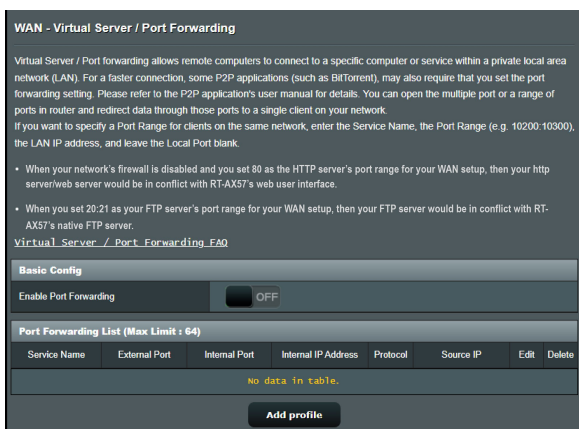 WAN - Virtual Server / Port Forwarding
Virtual Server / Port forwarding allows remote computers to connect to a specific computer or service within a private local area
network (LAN). For a faster connection, some P2P applications (such as BitTorrent), may also require that you set the port
forwarding setting. Please refer to the P2P application's user manual for details. You can open the multiple port or a range of
ports in router and redirect data through those ports to a single client on your network.
If you want to specify a Port Range for clients on the same network, enter the Service Name, the Port Range (e.g. 10200:10300),
the LAN IP address, and leave the Local Port blank.
• When your network's firewall is disabled and you set 80 as the HTTP server's port range for your WAN setup, then your http
server/web server would be in conflict with RT-AX57's web user interface.
• When you set 20:21 as your FTP server's port range for your WAN setup, then your FTP server would be in conflict with RT-
AX57's native FTP server.
Virtual Server / Port Forwarding FAQ
Basic Config
Enable Port Forwarding OFF
Port Forwarding List (Max Limit : 64)
Service Name External Port Internal Port Internal IP Address Protocol Source IP Edit Delete
No data in table.
Add profile